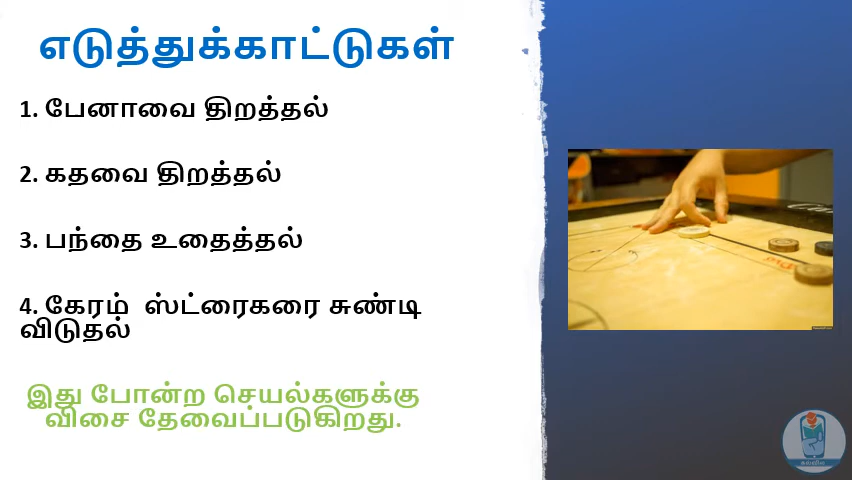 எடுத்துக்காட்டுகள்
1. பேனாவை திறத்தல்
2. கதவை திறத்தல்
3. பந்தை உதைத்தல்
4. கேரம் ஸ்ட்ரைகரை சுண்டி
விடுதல்
இது போன்ற செயல்களுக்கு
விசை தேவைப்படுகிறது.